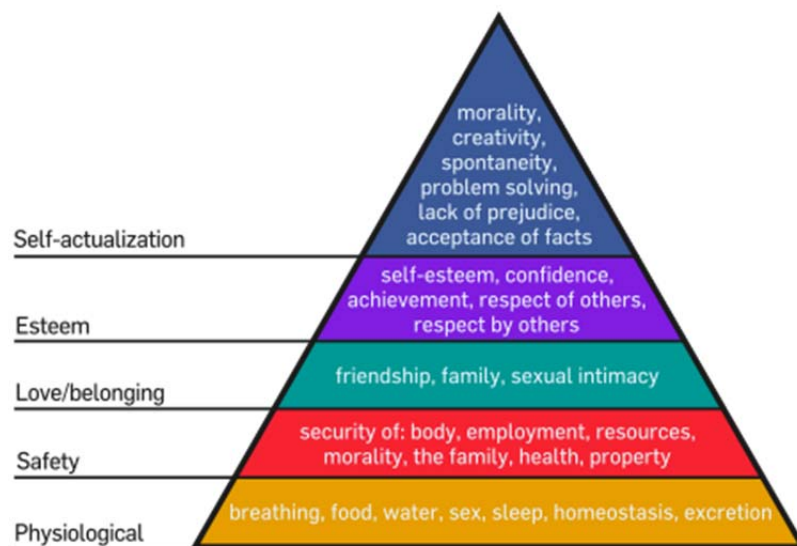 morality,
creativity,
spontaneity,
problem solving,
lack of prejudice,
acceptance of facts
Self-actualization
self-esteem, confidence,
achievement, respect of others,
respect by others
Esteem
friendship, family, sexual intimacy
Love/belonging
security of: body, employment, resources,
morality, the family, health, property
Safety
breathing, food, water, sex, sleep, homeostasis, excretion
Physiological